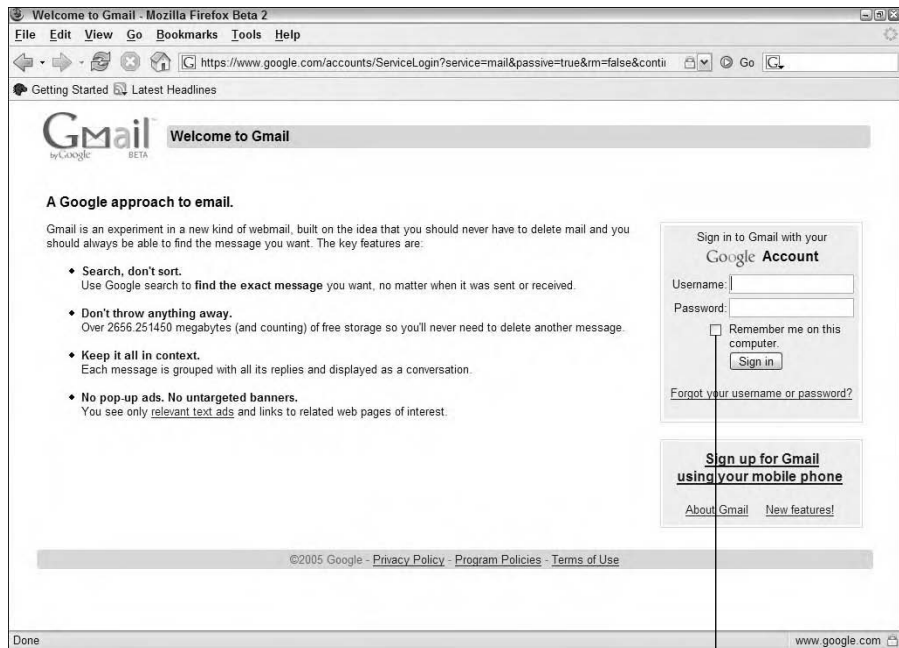 Welcome to Gmail - Mozilla Firefox Beta 2
File Edit View Go Bookmarks Tools Help
https://www.google.com/accounts/ServiceLogin?service=mail&passive=true&rm=false&conti
Go
Getting Started Latest Headlines
Gmail by Google BETA
Welcome to Gmail
A Google approach to email.
Gmail is an experiment in a new kind of webmail, built on the idea that you should never have to delete mail and you
should always be able to find the message you want. The key features are:
Search, don't sort.
Use Google search to find the exact message you want, no matter when it was sent or received.
Don't throw anything away.
Over 2656.251450 megabytes (and counting) of free storage so you'll never need to delete another message.
Keep it all in context.
Each message is grouped with all its replies and displayed as a conversation.
No pop-up ads. No untargeted banners.
You see only relevant text ads and links to related web pages of interest.
Sign in to Gmail with your
Google Account
Username:
Password:
Remember me on this
computer.
Sign in
Forgot your username or password?
Sign up for Gmail
using your mobile phone
About Gmail New features!
©2005 Google - Privacy Policy - Program Policies - Terms of Use
Done www.google.com